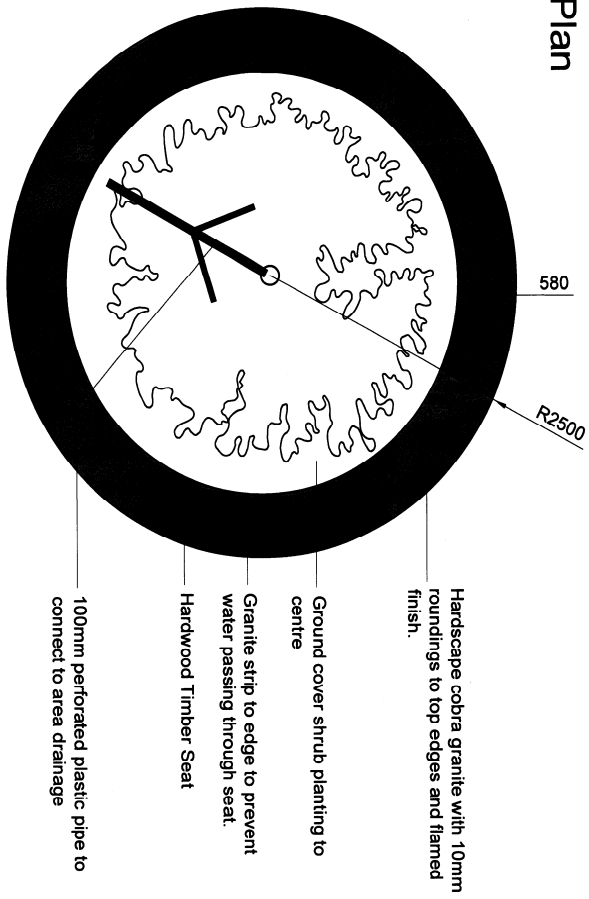 Plan
580
R2500
Hardscape cobra granite with 10mm
roundings to top edges and flamed
finish.
Ground cover shrub planting to
centre
Granite strip to edge to prevent
water passing through seat.
Hardwood Timber Seat
100mm perforated plastic pipe to
connect to area drainage